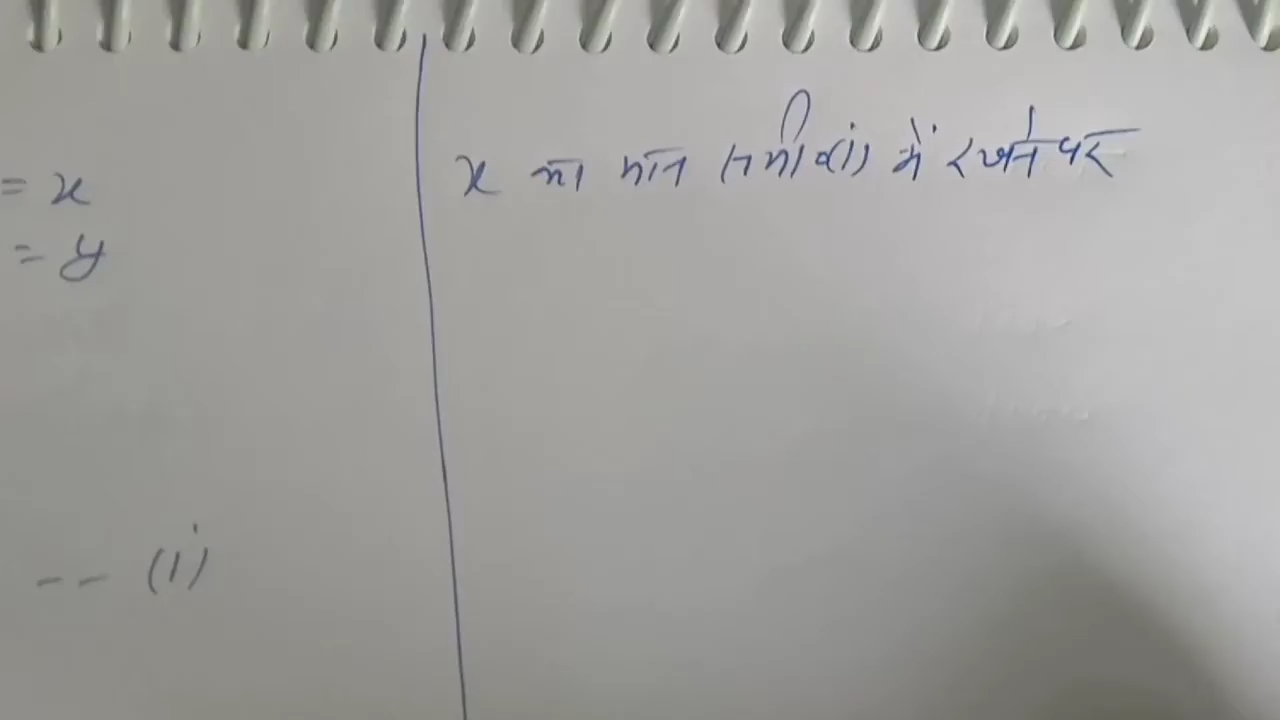 = x
= y
-- (i)
x का मान समी० (i) में रखने पर